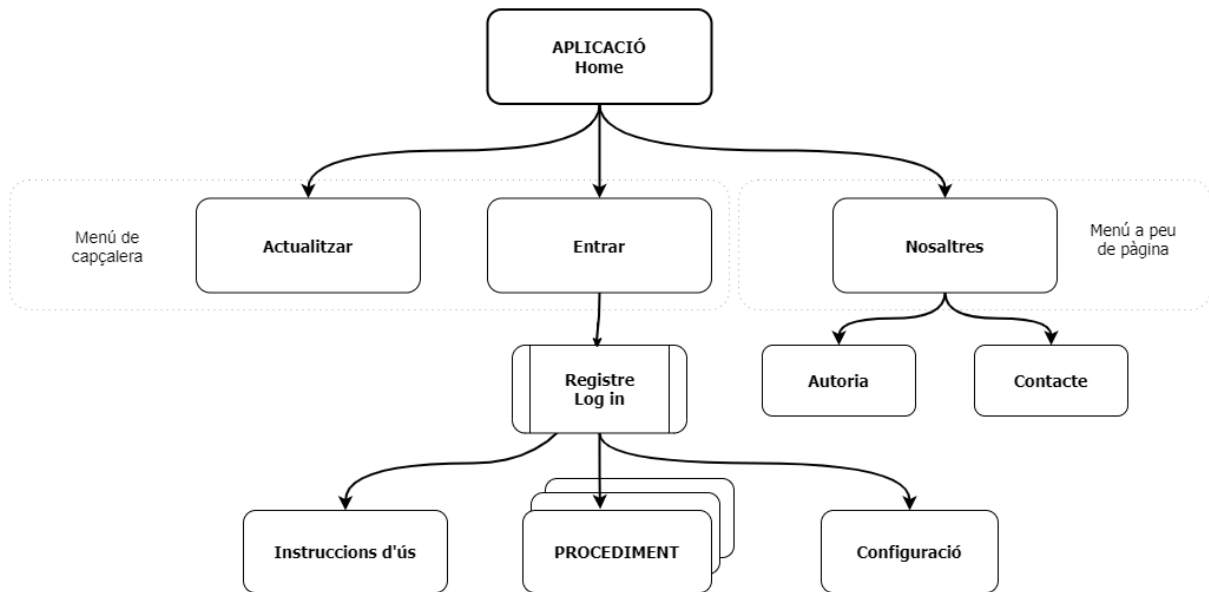 APLICACIÓ
Home
Menú de
capçalera
Actualitzar
Entrar
Nosaltres
Menú a peu
de pàgina
Registre
Log in
Autoria
Contacte
Instruccions d'ús
PROCEDIMENT
Configuració